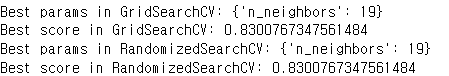 Best params in GridSearchCV: {'n_neighbors': 19}
Best score in GridSearchCV: 0.8300767347561484
Best params in RandomizedSearchCV: {'n_neighbors': 19}
Best score in RandomizedSearchCV: 0.8300767347561484